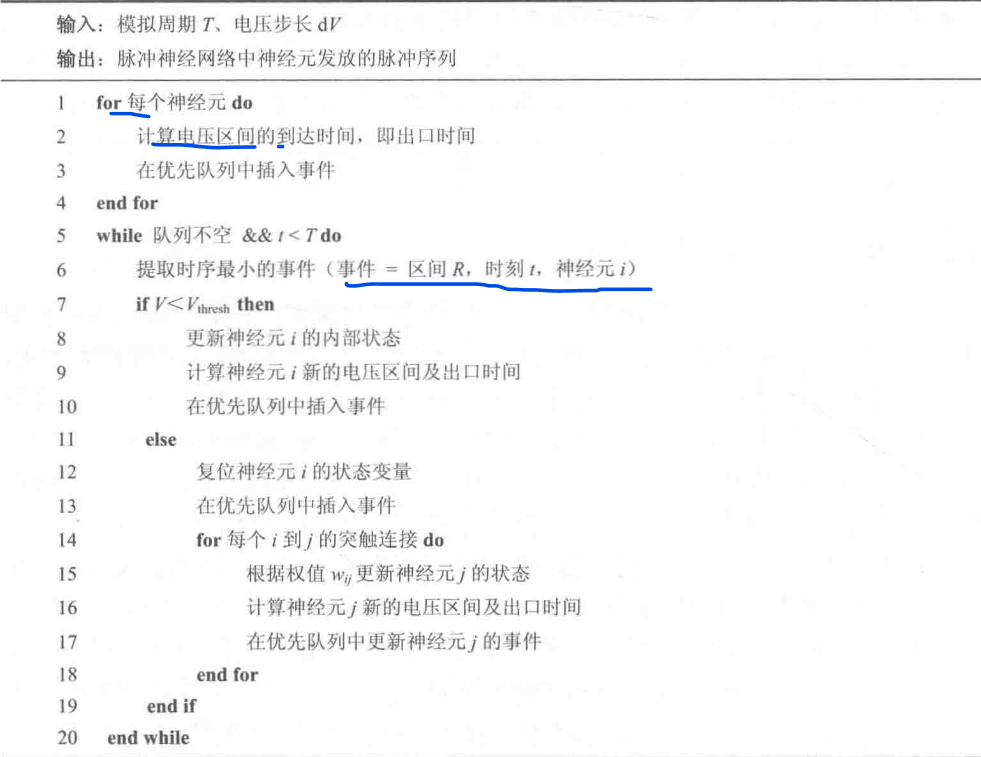 输入：模拟周期 T、电压步长 dV
输出：脉冲神经网络中神经元发放的脉冲序列
1 for 每个神经元 do
2 计算电压区间的到达时间，即出口时间
3 在优先队列中插入事件
4 end for
5 while 队列不空 && t < T do
6 提取时序最小的事件（事件 = 区间 R，时刻 t，神经元 i）
7 if V＜Vthresh then
8 更新神经元 i 的内部状态
9 计算神经元 i 新的电压区间及出口时间
10 在优先队列中插入事件
11 else
12 复位神经元 i 的状态变量
13 在优先队列中插入事件
14 for 每个 i 到 j 的突触连接 do
15 根据权值 wij 更新神经元 j 的状态
16 计算神经元 j 新的电压区间及出口时间
17 在优先队列中更新神经元 j 的事件
18 end for
19 end if
20 end while